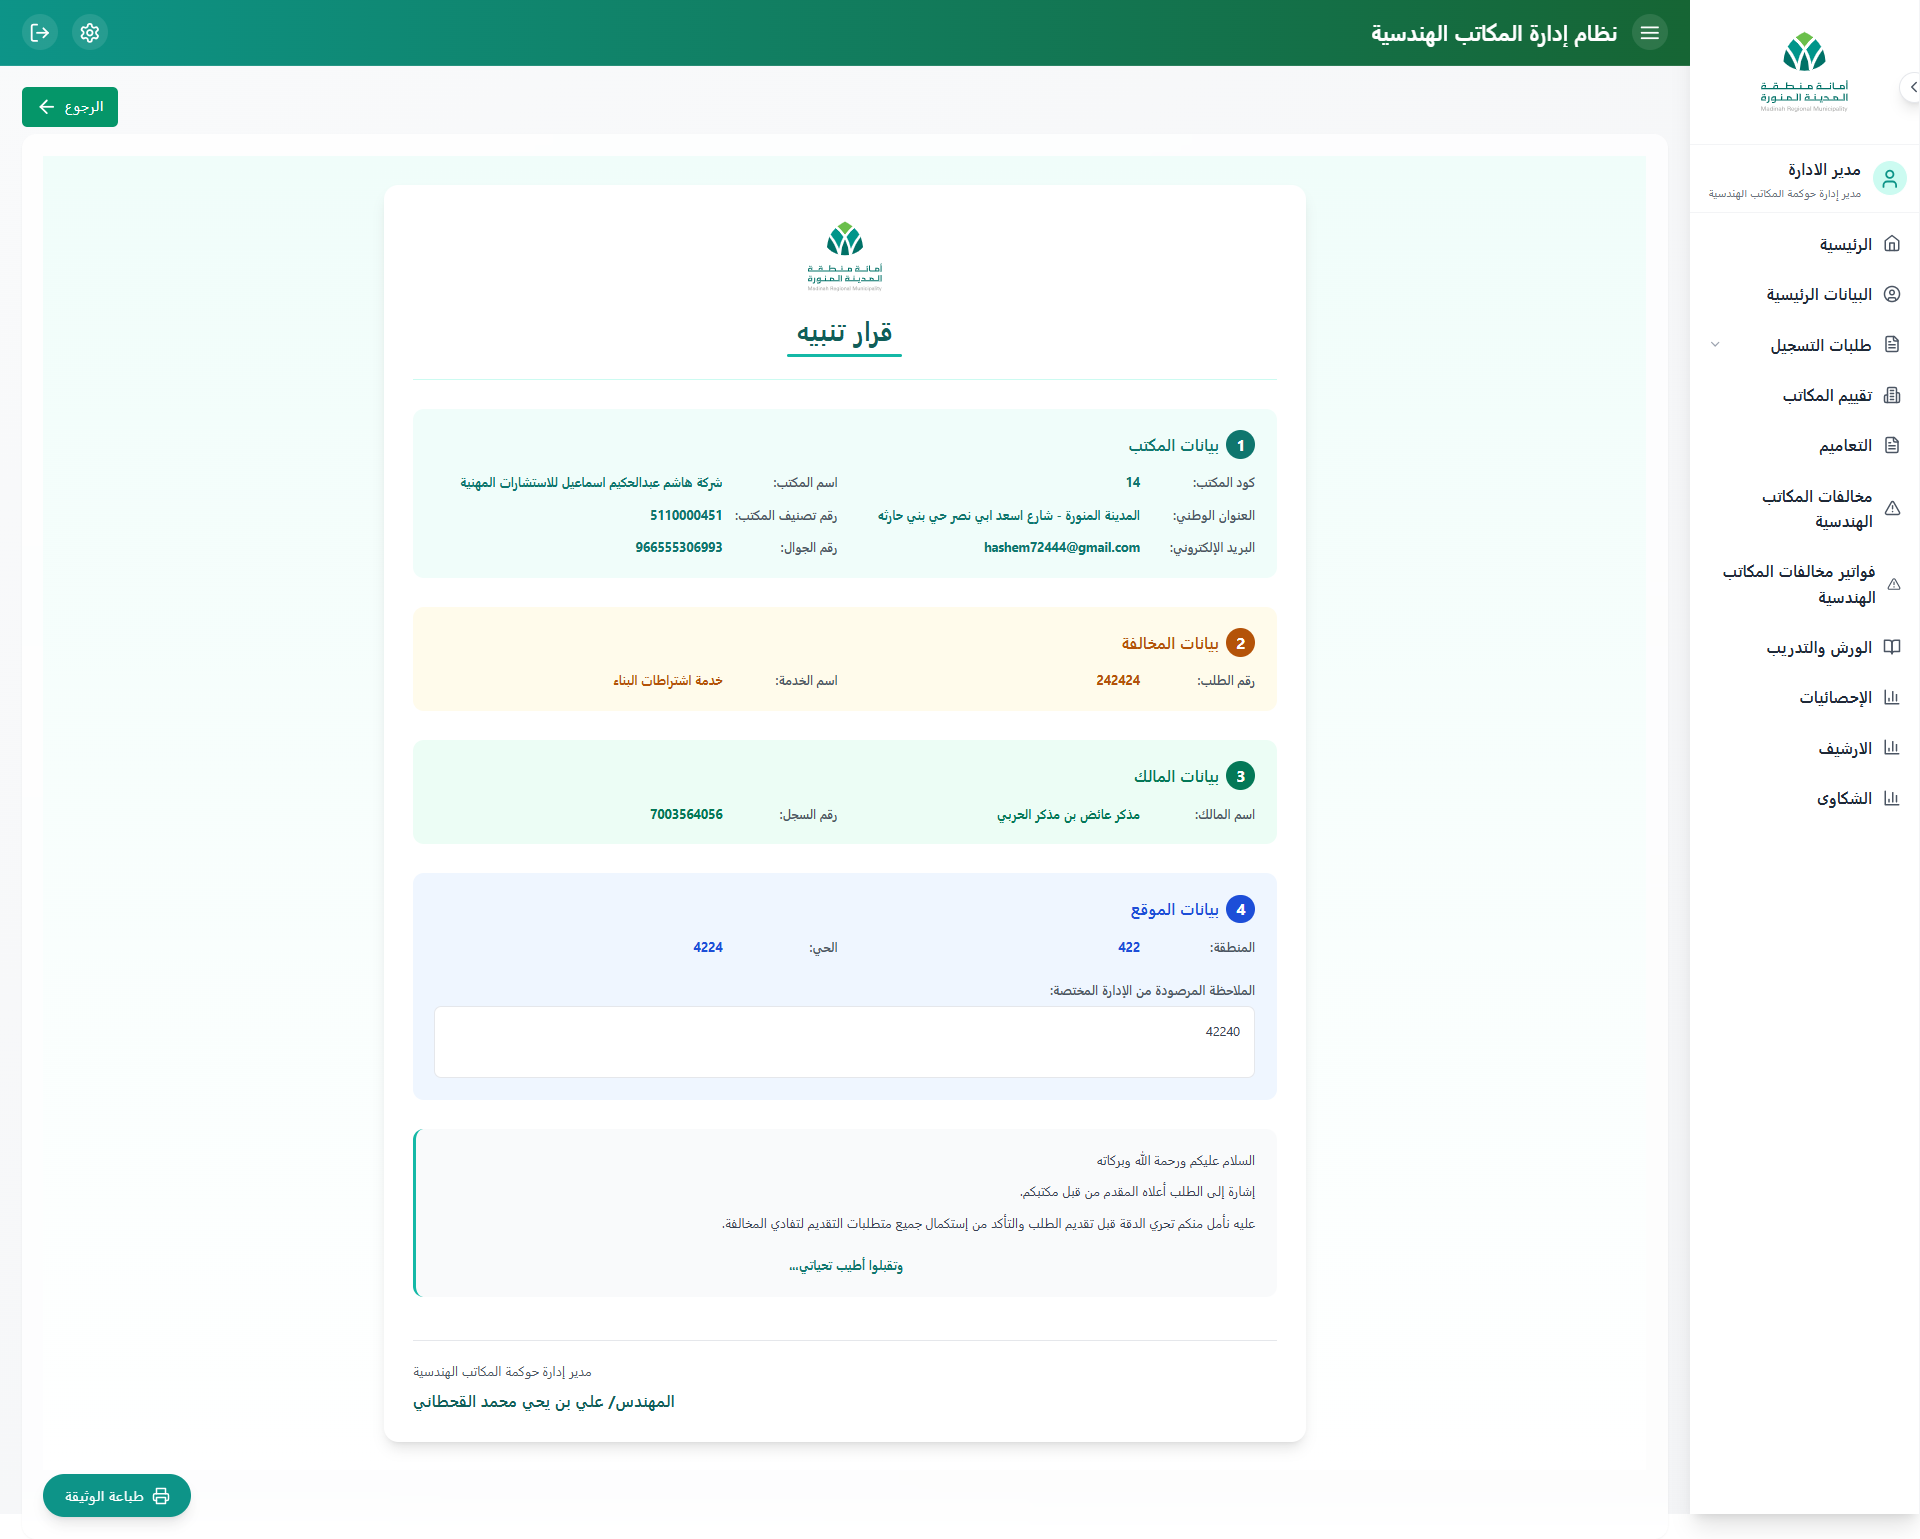 نظام إدارة المكاتب الهندسية
أمانة منطقة
المدينة المنورة
Madinah Regional Municipality
مدير الادارة
مدير إدارة حوكمة المكاتب الهندسية
الرئيسية
البيانات الرئيسية
طلبات التسجيل
تقييم المكاتب
التعاميم
مخالفات المكاتب
الهندسية
فواتير مخالفات المكاتب
الهندسية
الورش والتدريب
الإحصائيات
الارشيف
الشكاوى
الرجوع
أمانة منطقة
المدينة المنورة
Madinah Regional Municipality
قرار تنبيه
1 بيانات المكتب
كود المكتب: 14 اسم المكتب: شركة هاشم عبدالحكيم اسماعيل للاستشارات المهنية
العنوان الوطني: المدينة المنورة - شارع اسعد ابي نصر حي بني حارثه رقم تصنيف المكتب: 5110000451
البريد الإلكتروني: hashem72444@gmail.com رقم الجوال: 966555306993
2 بيانات المخالفة
رقم الطلب: 242424 اسم الخدمة: خدمة اشتراطات البناء
3 بيانات المالك
اسم المالك: مذكر عائض بن مذكر الحربي رقم السجل: 7003564056
4 بيانات الموقع
المنطقة: 422 الحي: 4224
الملاحظة المرصودة من الإدارة المختصة:
42240
السلام عليكم ورحمة الله وبركاته
إشارة إلى الطلب أعلاه المقدم من قبل مكتبكم.
عليه نأمل منكم تحري الدقة قبل تقديم الطلب والتأكد من إستكمال جميع متطلبات التقديم لتفادي المخالفة.
وتقبلوا أطيب تحياتي...
مدير إدارة حوكمة المكاتب الهندسية
المهندس/ علي بن يحي محمد القحطاني
طباعة الوثيقة